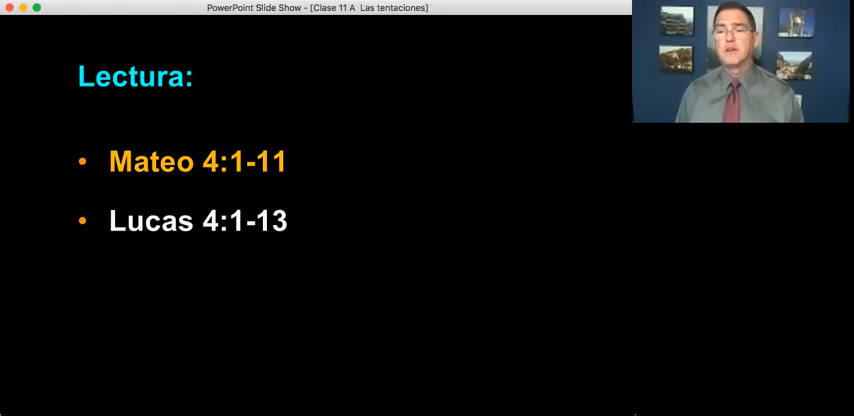 PowerPoint Slide Show - [Clase 11 A Las tentaciones]
Lectura:
• Mateo 4:1-11
• Lucas 4:1-13